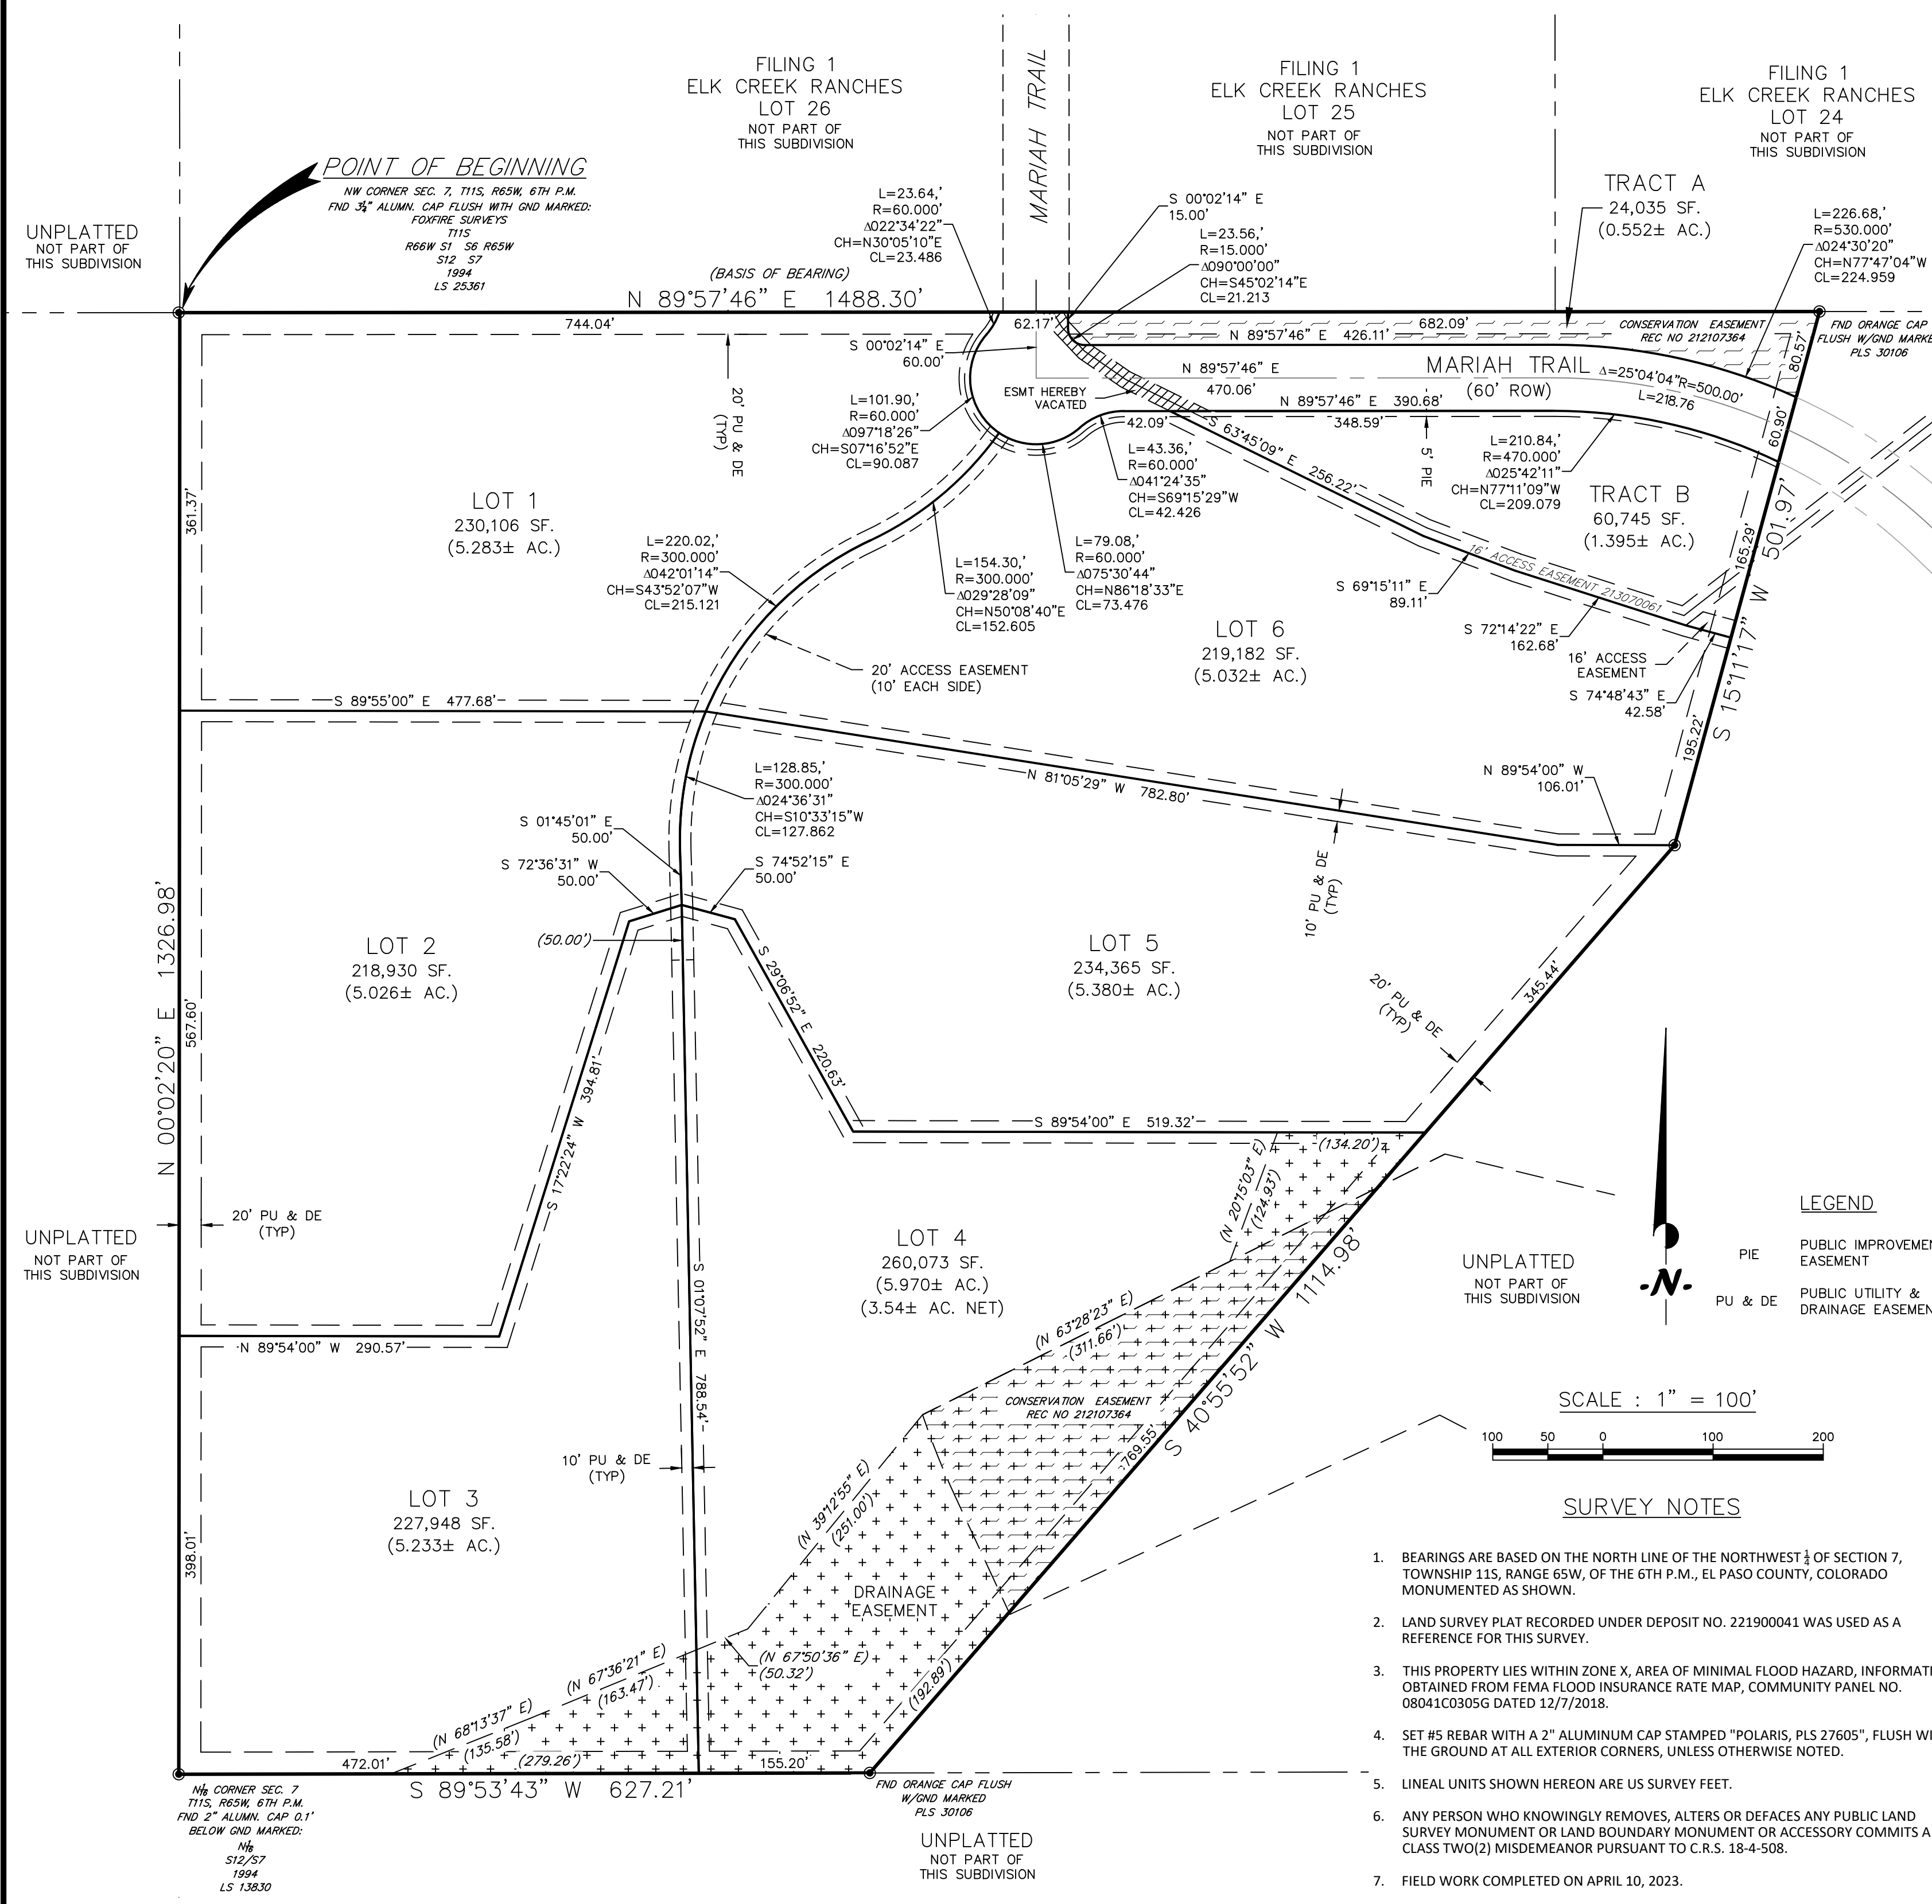 FILING 1
ELK CREEK RANCHES
LOT 26
NOT PART OF
THIS SUBDIVISION
MARIAH TRAIL
FILING 1
ELK CREEK RANCHES
LOT 25
NOT PART OF
THIS SUBDIVISION
FILING 1
ELK CREEK RANCHES
LOT 24
NOT PART OF
THIS SUBDIVISION
POINT OF BEGINNING
NW CORNER SEC. 7, T11S, R65W, 6TH P.M.
FND 3¼" ALUMN. CAP FLUSH WITH GND MARKED:
FOXFIRE SURVEYS
T11S
R66W S1 S6 R65W
S12 S7
1994
LS 25361
UNPLATTED
NOT PART OF
THIS SUBDIVISION
L=23.64,'
R=60.000'
Δ022°34'22"
CH=N30°05'10"E
CL=23.486
S 00°02'14" E
15.00'
L=23.56,'
R=15.000'
Δ090°00'00"
CH=S45°02'14"E
CL=21.213
TRACT A
24,035 SF.
(0.552± AC.)
L=226.68,'
R=530.000'
Δ024°30'20"
CH=N77°47'04"W
CL=224.959
(BASIS OF BEARING)
N 89°57'46" E 1488.30'
744.04'
62.17'
682.09'
CONSERVATION EASEMENT
REC NO 212107364
FND ORANGE CAP
FLUSH W/GND MARKE
PLS 30106
N 89°57'46" E 426.11'
80.57'
S 00°02'14" E
60.00'
N 89°57'46" E
470.06'
MARIAH TRAIL
(60' ROW)
Δ=25°04'04"R=500.00'
L=218.76
ESMT HEREBY
VACATED
N 89°57'46" E 390.68'
42.09'
348.59'
60.90'
20' PU & DE
(TYP)
L=101.90,'
R=60.000'
Δ097°18'26"
CH=S07°16'52"E
CL=90.087
L=43.36,'
R=60.000'
Δ041°24'35"
CH=S69°15'29"W
CL=42.426
S 63°45'09" E 256.22'
5' PIE
L=210.84,'
R=470.000'
Δ025°42'11"
CH=N77°11'09"W
CL=209.079
TRACT B
60,745 SF.
(1.395± AC.)
165.29'
S 15°11'17" W 501.97'
361.37'
LOT 1
230,106 SF.
(5.283± AC.)
L=220.02,'
R=300.000'
Δ042°01'14"
CH=S43°52'07"W
CL=215.121
L=154.30,'
R=300.000'
Δ029°28'09"
CH=N50°08'40"E
CL=152.605
L=79.08,'
R=60.000'
Δ075°30'44"
CH=N86°18'33"E
CL=73.476
16' ACCESS EASEMENT 213070061
S 69°15'11" E
89.11'
S 72°14'22" E
162.68'
16' ACCESS
EASEMENT
S 74°48'43" E
42.58'
LOT 6
219,182 SF.
(5.032± AC.)
20' ACCESS EASEMENT
(10' EACH SIDE)
S 89°55'00" E 477.68'
195.22'
N 89°54'00" W
106.01'
N 81°05'29" W 782.80'
L=128.85,'
R=300.000'
Δ024°36'31"
CH=S10°33'15"W
CL=127.862
S 01°45'01" E
50.00'
S 72°36'31" W
50.00'
S 74°52'15" E
50.00'
(50.00')
10' PU & DE
(TYP)
N 00°02'20" E 1326.98'
LOT 2
218,930 SF.
(5.026± AC.)
LOT 5
234,365 SF.
(5.380± AC.)
S 29°06'52" E 220.63'
20' PU & DE
(TYP)
345.44'
567.60'
S 17°22'24" W 394.81'
S 89°54'00" E 519.32'
(134.20')
(N 20°15'03" E)
(124.93')
UNPLATTED
NOT PART OF
THIS SUBDIVISION
20' PU & DE
(TYP)
LOT 4
260,073 SF.
(5.970± AC.)
(3.54± AC. NET)
S 01°07'52" E 788.54'
(N 63°28'23" E)
(311.66')
S 40°55'52" W 1114.98'
UNPLATTED
NOT PART OF
THIS SUBDIVISION
-N-
LEGEND
PIE
PUBLIC IMPROVEMEN
EASEMENT
PU & DE
PUBLIC UTILITY &
DRAINAGE EASEMEN
N 89°54'00" W 290.57'
CONSERVATION EASEMENT
REC NO 212107364
769.55'
SCALE : 1" = 100'
100 50 0 100 200
10' PU & DE
(TYP)
(N 39°12'55" E)
(251.00')
LOT 3
227,948 SF.
(5.233± AC.)
398.01'
DRAINAGE
EASEMENT
(N 67°50'36" E)
(50.32')
(N 67°36'21" E)
(163.47')
(N 68°13'37" E)
(135.58')
(192.89')
472.01'
(279.26')
155.20'
S 89°53'43" W 627.21'
N1/16 CORNER SEC. 7
T11S, R65W, 6TH P.M.
FND 2" ALUMN. CAP 0.1'
BELOW GND MARKED:
N1/16
S12/S7
1994
LS 13830
FND ORANGE CAP FLUSH
W/GND MARKED
PLS 30106
UNPLATTED
NOT PART OF
THIS SUBDIVISION
SURVEY NOTES
1. BEARINGS ARE BASED ON THE NORTH LINE OF THE NORTHWEST ¼ OF SECTION 7,
TOWNSHIP 11S, RANGE 65W, OF THE 6TH P.M., EL PASO COUNTY, COLORADO
MONUMENTED AS SHOWN.
2. LAND SURVEY PLAT RECORDED UNDER DEPOSIT NO. 221900041 WAS USED AS A
REFERENCE FOR THIS SURVEY.
3. THIS PROPERTY LIES WITHIN ZONE X, AREA OF MINIMAL FLOOD HAZARD, INFORMATI
OBTAINED FROM FEMA FLOOD INSURANCE RATE MAP, COMMUNITY PANEL NO.
08041C0305G DATED 12/7/2018.
4. SET #5 REBAR WITH A 2" ALUMINUM CAP STAMPED "POLARIS, PLS 27605", FLUSH WI
THE GROUND AT ALL EXTERIOR CORNERS, UNLESS OTHERWISE NOTED.
5. LINEAL UNITS SHOWN HEREON ARE US SURVEY FEET.
6. ANY PERSON WHO KNOWINGLY REMOVES, ALTERS OR DEFACES ANY PUBLIC LAND
SURVEY MONUMENT OR LAND BOUNDARY MONUMENT OR ACCESSORY COMMITS A
CLASS TWO(2) MISDEMEANOR PURSUANT TO C.R.S. 18-4-508.
7. FIELD WORK COMPLETED ON APRIL 10, 2023.